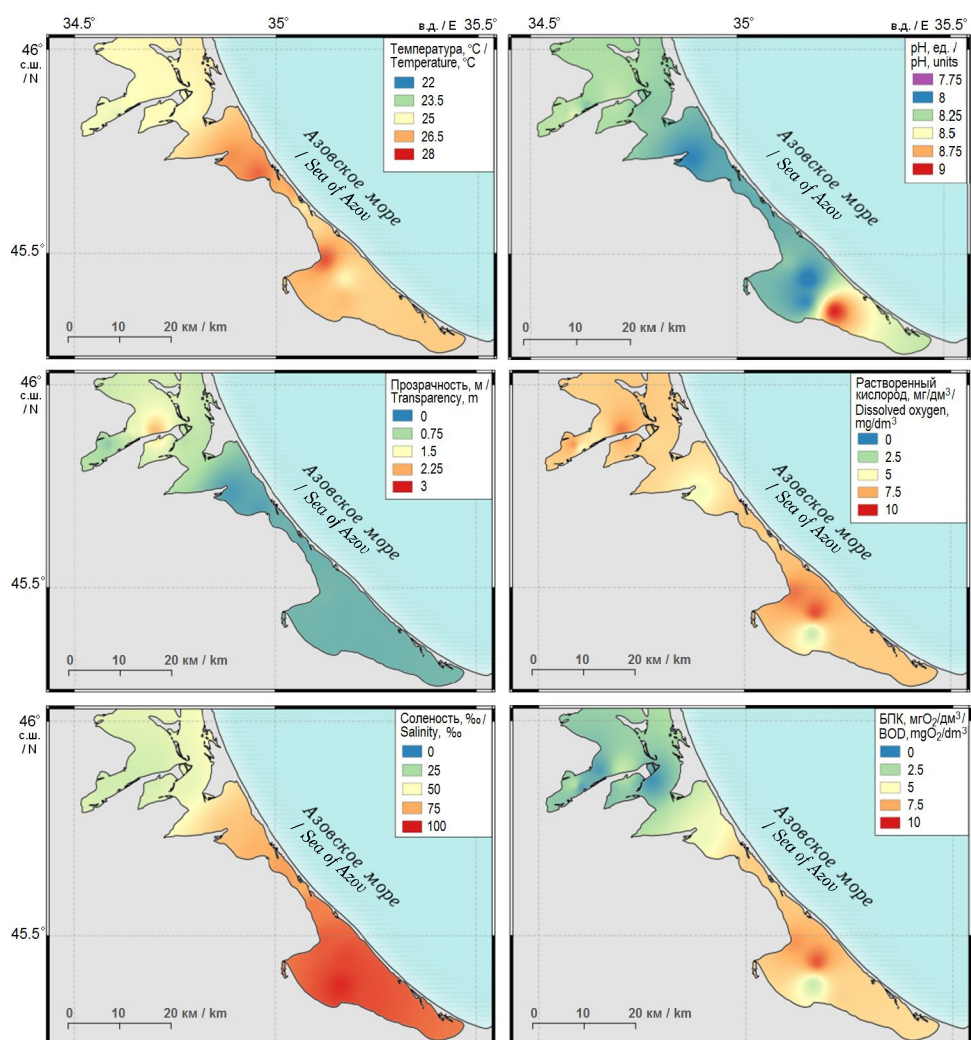 34.5°
35°
в.д. / E
35.5°
34.5°
35°
в.д. / E
35.5°
46°
с.ш.
/ N
45.5°
Температура, °С /
Temperature, °C
22
23.5
25
26.5
28
Азовское море
/ Sea of Azov
0 10 20 км / km
pH, ед. /
pH, units
7.75
8
8.25
8.5
8.75
9
Азовское море
/ Sea of Azov
0 10 20 км / km
46°
с.ш.
/ N
45.5°
Прозрачность, м /
Transparency, m
0
0.75
1.5
2.25
3
Азовское море
/ Sea of Azov
0 10 20 км / km
Растворенный
кислород, мг/дм³ /
Dissolved oxygen,
mg/dm³
0
2.5
5
7.5
10
Азовское море
/ Sea of Azov
0 10 20 км / km
46°
с.ш.
/ N
45.5°
Соленость, ‰ /
Salinity, ‰
0
25
50
75
100
Азовское море
/ Sea of Azov
0 10 20 км / km
БПК, мгО₂/дм³ /
BOD, mgO₂/dm³
0
2.5
5
7.5
10
Азовское море
/ Sea of Azov
0 10 20 км / km